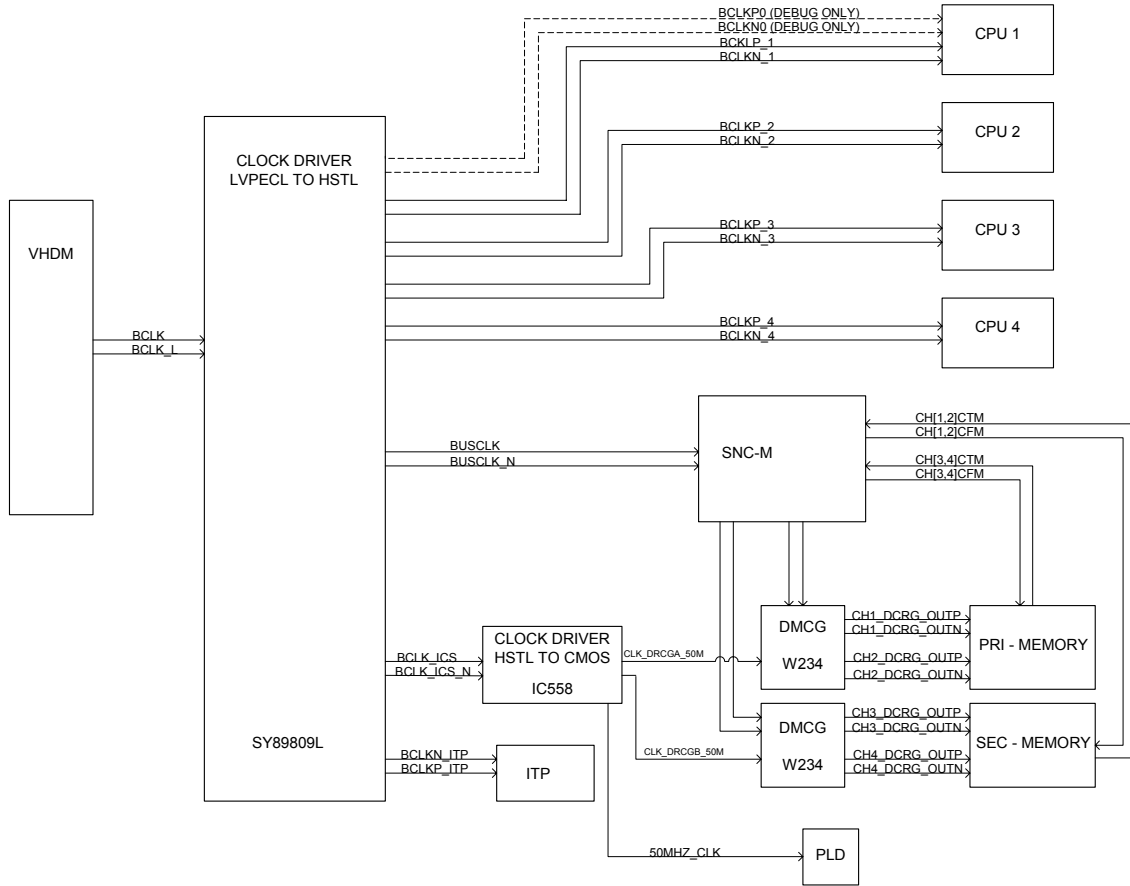 BCLKP0 (DEBUG ONLY)
BCLKN0 (DEBUG ONLY)
BCKLP_1
BCLKN_1
CPU 1
BCLKP_2
BCLKN_2
CPU 2
CLOCK DRIVER
LVPECL TO HSTL
BCLKP_3
BCLKN_3
CPU 3
VHDM
BCLK
BCLK_L
BCLKP_4
BCLKN_4
CPU 4
BUSCLK
BUSCLK_N
SNC-M
CH[1,2]CTM
CH[1,2]CFM
CH[3,4]CTM
CH[3,4]CFM
BCLK_ICS
BCLK_ICS_N
CLOCK DRIVER
HSTL TO CMOS
IC558
CLK_DRCGA_50M
DMCG
W234
CH1_DCRG_OUTP
CH1_DCRG_OUTN
CH2_DCRG_OUTP
CH2_DCRG_OUTN
PRI - MEMORY
SY89809L
BCLKN_ITP
BCLKP_ITP
ITP
CLK_DRCGB_50M
DMCG
W234
CH3_DCRG_OUTP
CH3_DCRG_OUTN
CH4_DCRG_OUTP
CH4_DCRG_OUTN
SEC - MEMORY
50MHZ_CLK
PLD